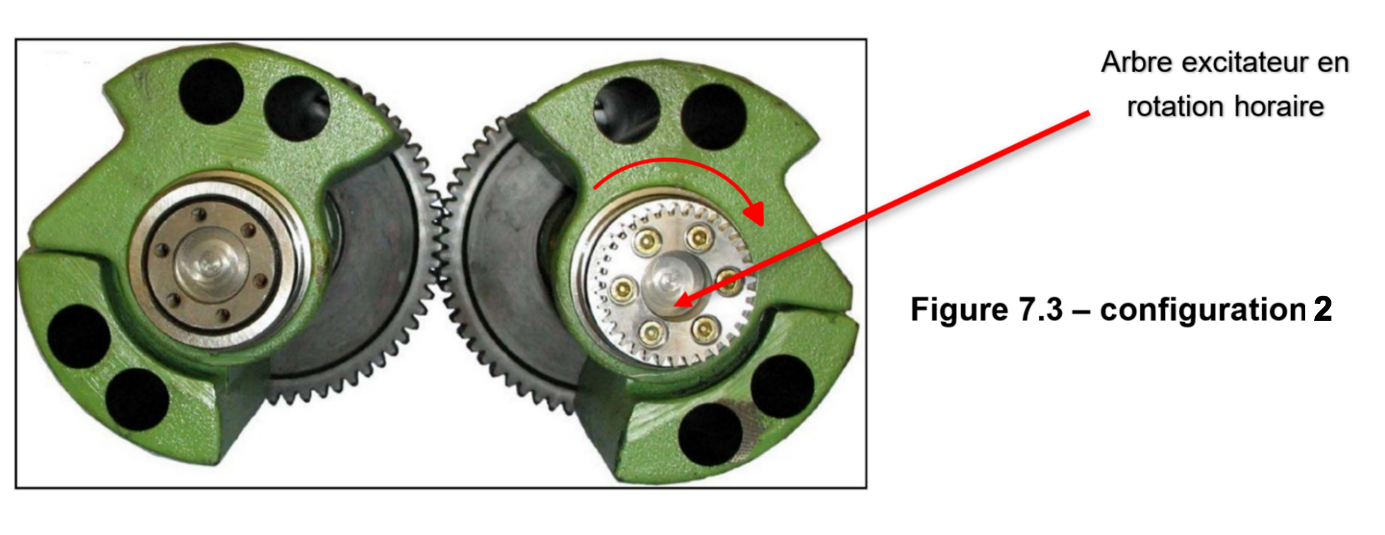 Arbre excitateur en
rotation horaire
Figure 7.3 – configuration 2